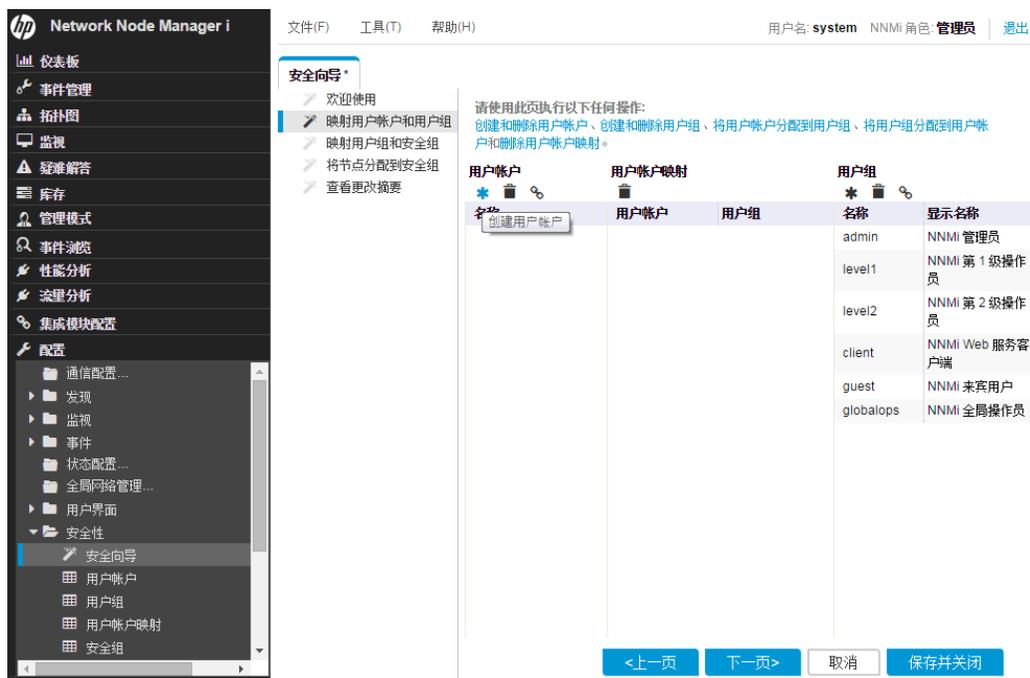 hp Network Node Manager i
文件(F) 工具(T) 帮助(H)
用户名: system NNMi 角色: 管理员 退出
仪表板
事件管理
拓扑图
监视
疑难解答
库存
管理模式
事件浏览
性能分析
流量分析
集成模块配置
配置
通信配置...
发现
监视
事件
状态配置...
全局网络管理...
用户界面
安全性
安全向导
用户帐户
用户组
用户帐户映射
安全组
安全向导*
欢迎使用
映射用户帐户和用户组
映射用户组和安全组
将节点分配到安全组
查看更改摘要
请使用此页执行以下任何操作:
创建和删除用户帐户、创建和删除用户组、将用户帐户分配到用户组、将用户组分配到用户帐
户和删除用户帐户映射。
用户帐户 用户帐户映射 用户组
创建用户帐户
用户帐户 用户组 名称 显示名称
admin NNMi 管理员
level1 NNMi 第 1 级操作
员
level2 NNMi 第 2 级操作
员
client NNMi Web 服务客
户端
guest NNMi 来宾用户
globalops NNMi 全局操作员
<上一页 下一页> 取消 保存并关闭